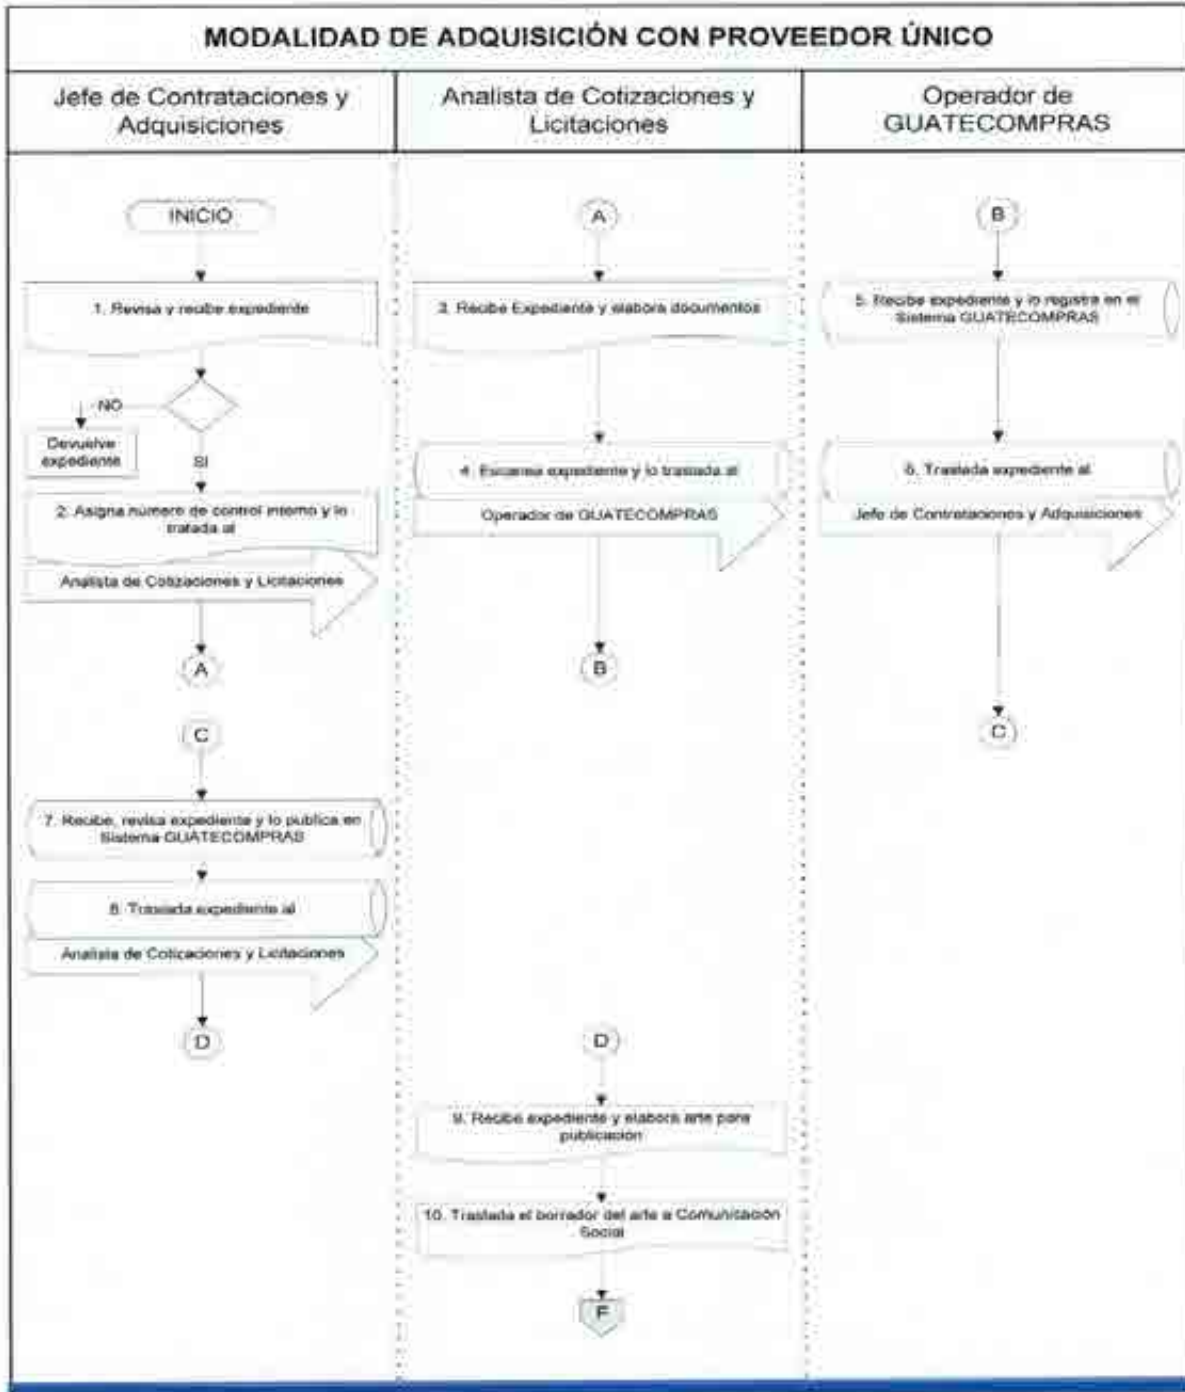 MODALIDAD DE ADQUISICIÓN CON PROVEEDOR ÚNICO
Jefe de Contrataciones y
Adquisiciones
Analista de Cotizaciones y
Licitaciones
Operador de
GUATECOMPRAS
INICIO
1. Revisa y recibe expediente
NO
Devuelve
expediente
SI
2. Asigna número de control interno y lo
tratada al
Analista de Cotizaciones y Licitaciones
A
A
3. Recibe Expediente y elabora documentos
4. Escanea expediente y lo traslada al
Operador de GUATECOMPRAS
B
B
5. Recibe expediente y lo registra en el
Sistema GUATECOMPRAS
6. Traslada expediente al
Jefe de Contrataciones y Adquisiciones
C
C
7. Recibe, revisa expediente y lo publica en
Sistema GUATECOMPRAS
8. Traslada expediente al
Analista de Cotizaciones y Licitaciones
D
D
9. Recibe expediente y elabora arte para
publicación
10. Traslada el borrador del arte a Comunicación
Social
F